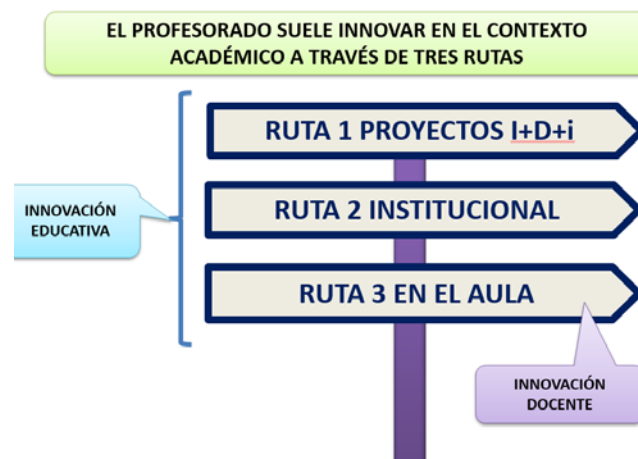 EL PROFESORADO SUELE INNOVAR EN EL CONTEXTO
ACADÉMICO A TRAVÉS DE TRES RUTAS
RUTA 1 PROYECTOS I+D+i
INNOVACIÓN
EDUCATIVA
RUTA 2 INSTITUCIONAL
RUTA 3 EN EL AULA
INNOVACIÓN
DOCENTE